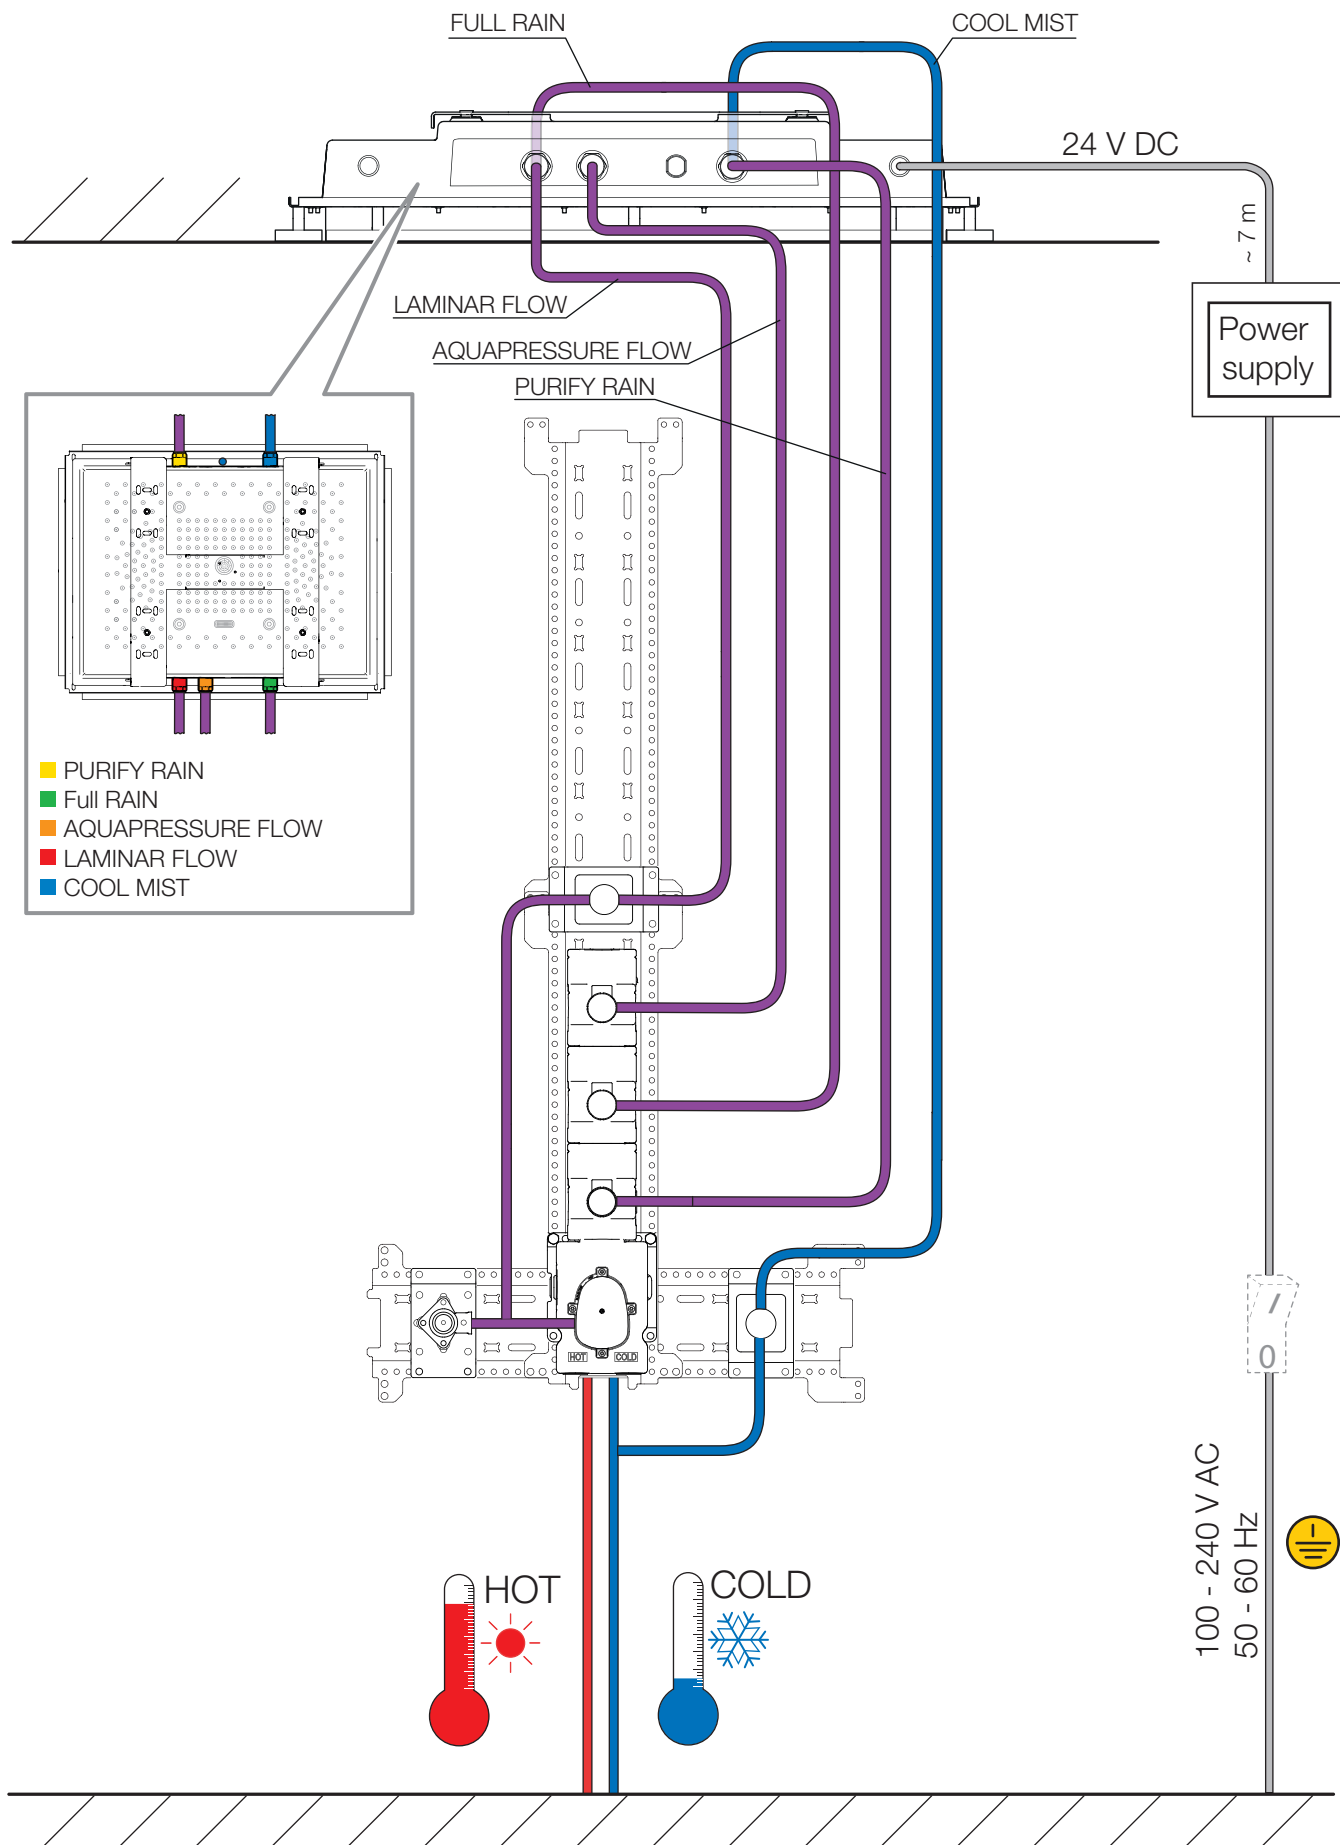 FULL RAIN
COOL MIST
24 V DC
~ 7 m
LAMINAR FLOW
Power
supply
AQUAPRESSURE FLOW
PURIFY RAIN
PURIFY RAIN
Full RAIN
AQUAPRESSURE FLOW
LAMINAR FLOW
COOL MIST
HOT
COLD
I
0
100 - 240 V AC
50 - 60 Hz
HOT
COLD